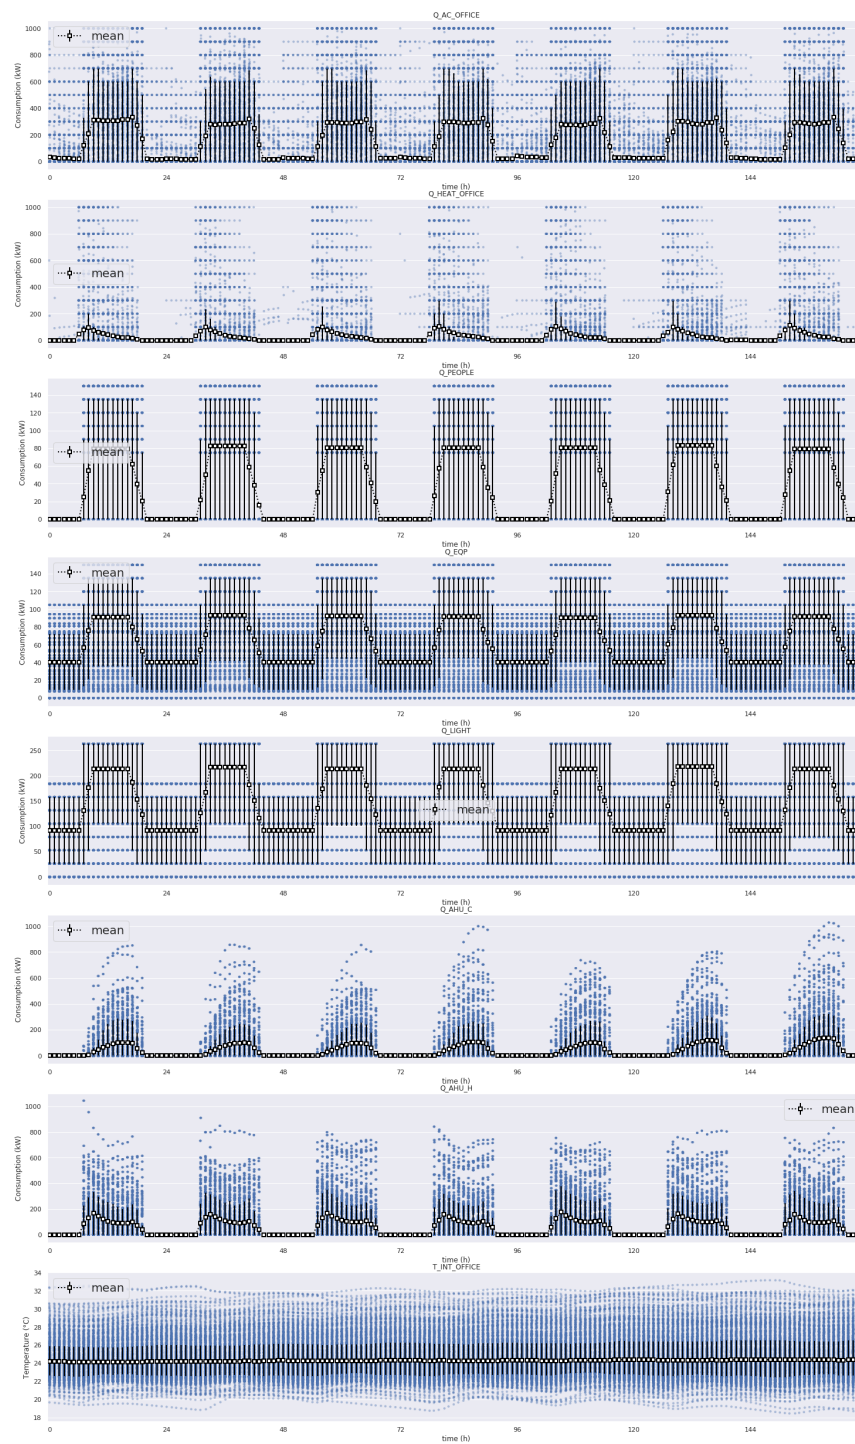 Q_AC_OFFICE
mean
Consumption (kW)
1000
800
600
400
200
0
0 24 48 72 96 120 144
time (h)
Q_HEAT_OFFICE
mean
Consumption (kW)
1000
800
600
400
200
0
0 24 48 72 96 120 144
time (h)
Q_PEOPLE
mean
Consumption (kW)
140
120
100
80
60
40
20
0
0 24 48 72 96 120 144
time (h)
Q_EQP
mean
Consumption (kW)
140
120
100
80
60
40
20
0
0 24 48 72 96 120 144
time (h)
Q_LIGHT
mean
Consumption (kW)
250
200
150
100
50
0
0 24 48 72 96 120 144
time (h)
Q_AHU_C
mean
Consumption (kW)
1000
800
600
400
200
0
0 24 48 72 96 120 144
time (h)
Q_AHU_H
mean
Consumption (kW)
1000
800
600
400
200
0
0 24 48 72 96 120 144
time (h)
T_INT_OFFICE
mean
Temperature (°C)
34
32
30
28
26
24
22
20
18
0 24 48 72 96 120 144
time (h)